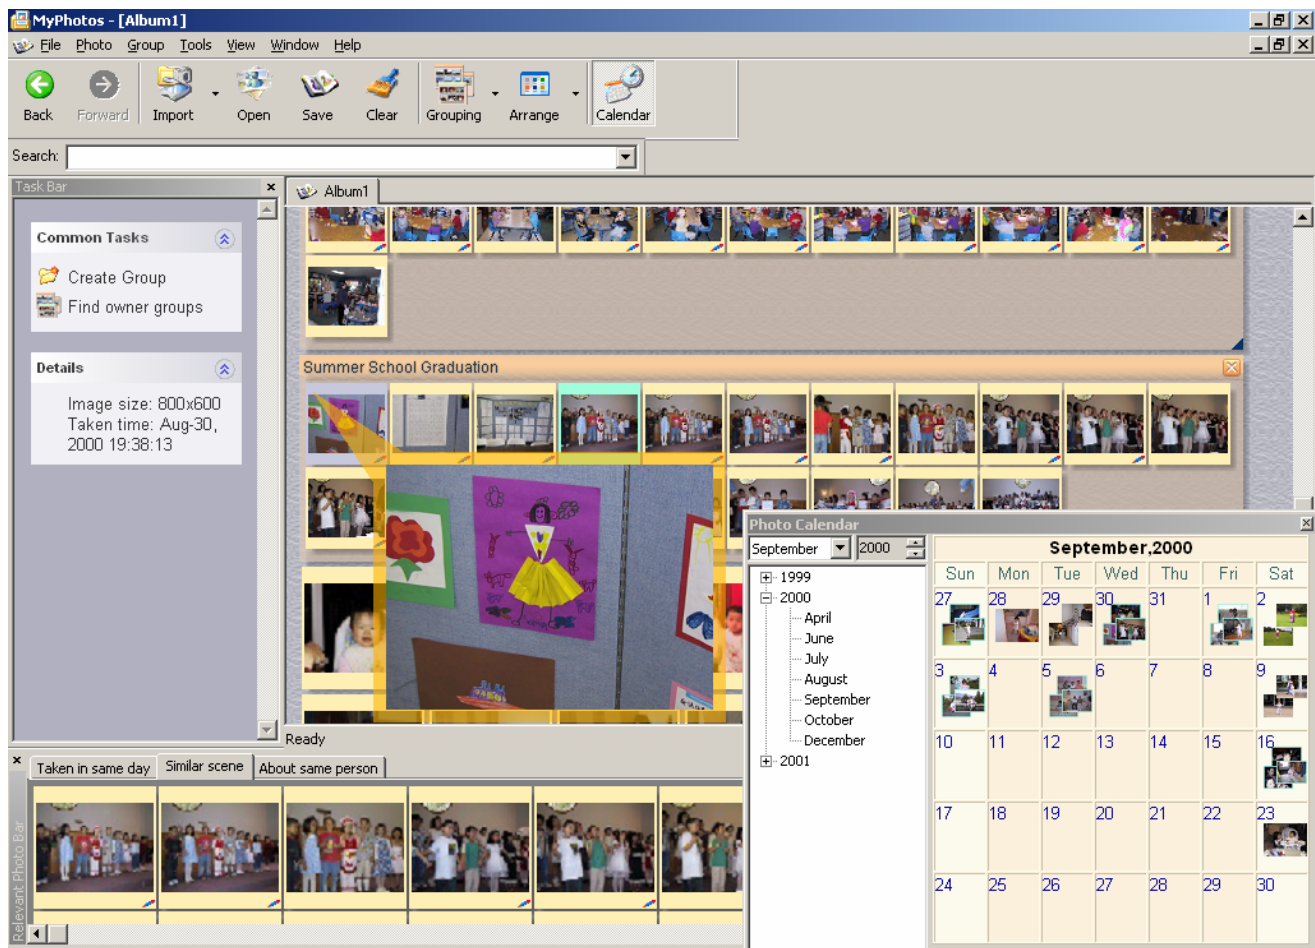 MyPhotos - [Album1]
File Photo Group Tools View Window Help
Back Forward Import Open Save Clear Grouping Arrange Calendar
Search:
Task Bar
Album1
Common Tasks
Create Group
Find owner groups
Details
Image size: 800x600
Taken time: Aug-30,
2000 19:38:13
Summer School Graduation
Ready
Taken in same day Similar scene About same person
Relevant Photo Bar
Photo Calendar
September 2000
1999
2000
April
June
July
August
September
October
December
2001
September,2000
Sun Mon Tue Wed Thu Fri Sat
27 28 29 30 31 1 2
3 4 5 6 7 8 9
10 11 12 13 14 15 16
17 18 19 20 21 22 23
24 25 26 27 28 29 30